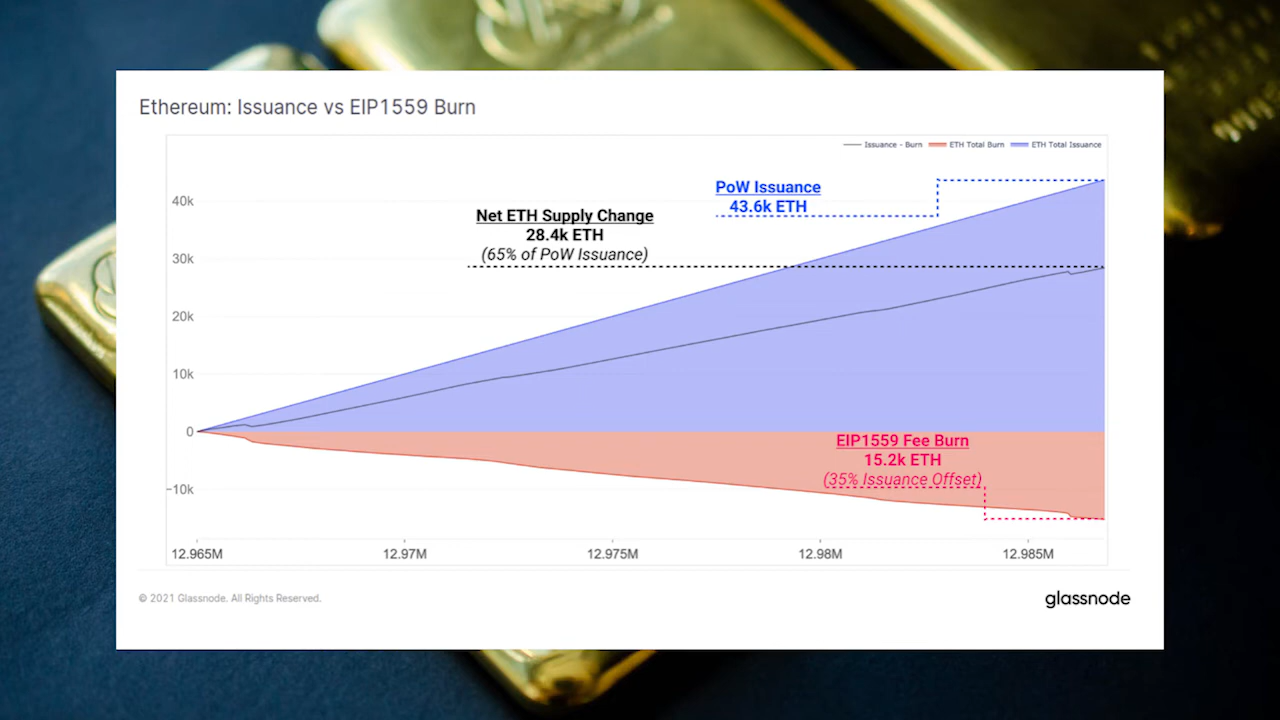 Ethereum: Issuance vs EIP1559 Burn
Issuance - Burn ETH Total Burn ETH Total Issuance
PoW Issuance
43.6k ETH
Net ETH Supply Change
28.4k ETH
(65% of PoW Issuance)
40k
30k
20k
10k
0
-10k
EIP1559 Fee Burn
15.2k ETH
(35% Issuance Offset)
12.965M 12.97M 12.975M 12.98M 12.985M
© 2021 Glassnode. All Rights Reserved.
glassnode